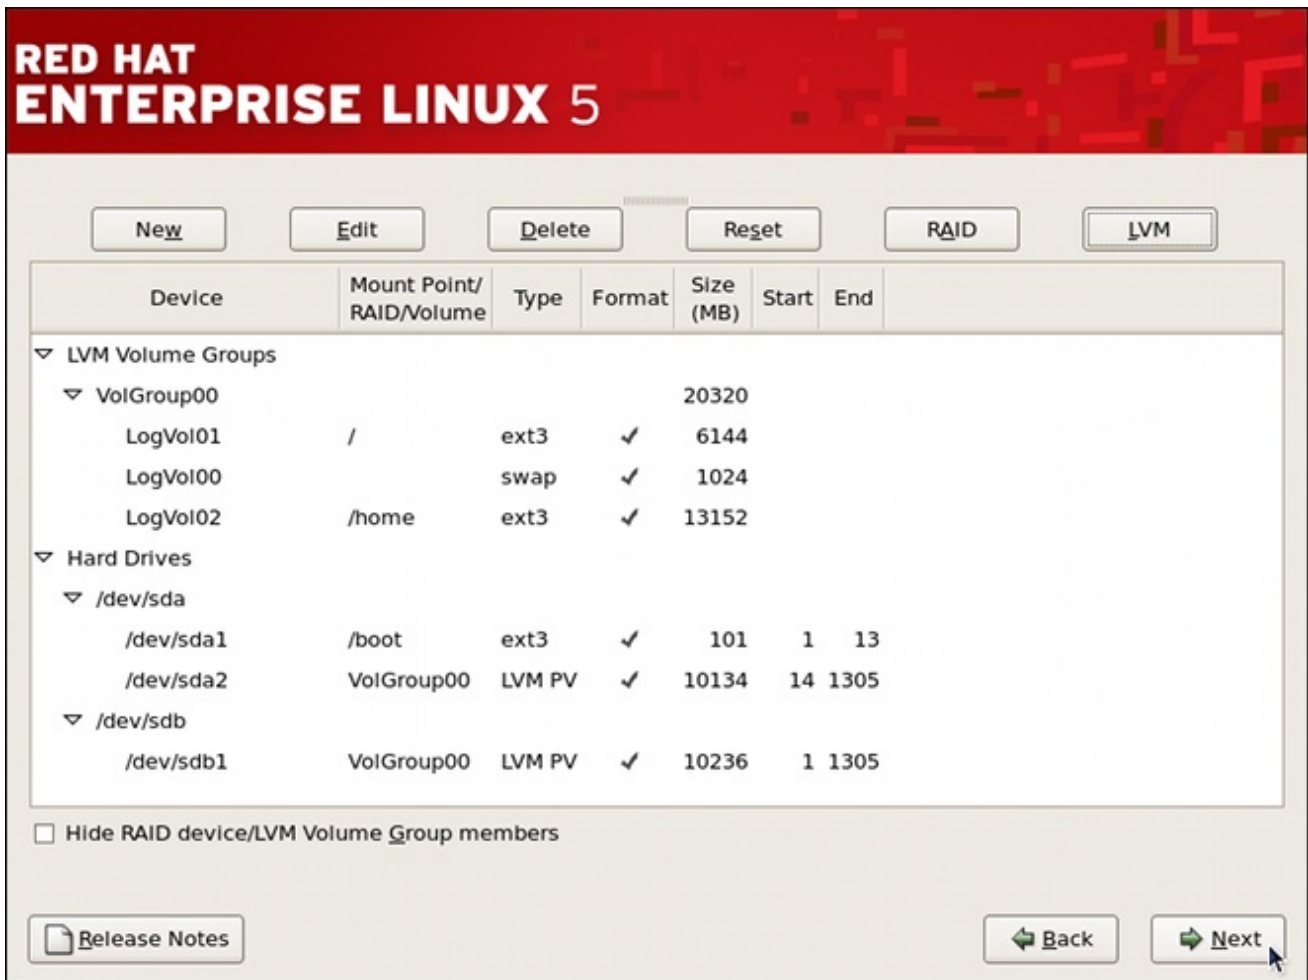 RED HAT
ENTERPRISE LINUX 5
New Edit Delete Reset RAID LVM
Device Mount Point/ RAID/Volume Type Format Size (MB) Start End
LVM Volume Groups
VolGroup00 20320
LogVol01 / ext3 6144
LogVol00 swap 1024
LogVol02 /home ext3 13152
Hard Drives
/dev/sda
/dev/sda1 /boot ext3 101 1 13
/dev/sda2 VolGroup00 LVM PV 10134 14 1305
/dev/sdb
/dev/sdb1 VolGroup00 LVM PV 10236 1 1305
Hide RAID device/LVM Volume Group members
Release Notes Back Next